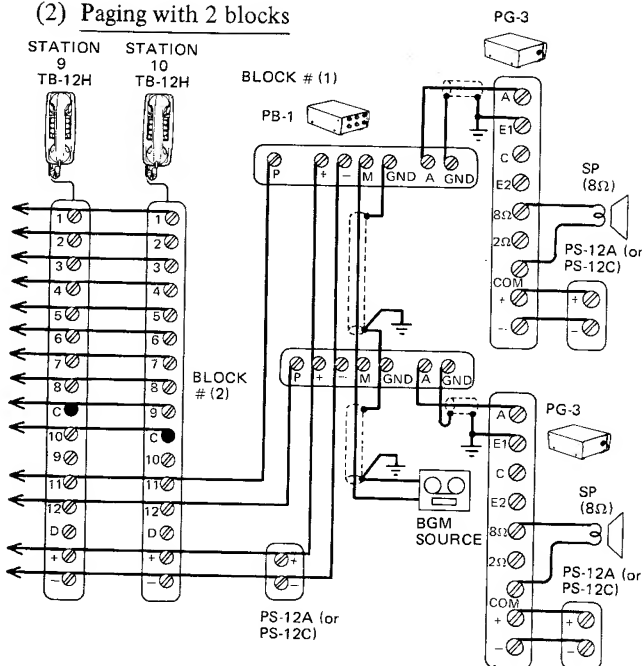 (2) Paging with 2 blocks
PG-3
STATION 9 TB-12H
STATION 10 TB-12H
BLOCK # (1)
PB-1
P + − M GND A GND
A
E1
C
E2
8Ω
2Ω
COM
+
−
SP (8Ω)
PS-12A (or PS-12C)
+
−
1
2
3
4
5
6
7
8
C
10
9
11
12
D
+
−
1
2
3
4
5
6
7
8
9
C
10
11
12
D
+
−
BLOCK # (2)
P + − M GND A GND
PG-3
A
E1
C
E2
8Ω
2Ω
COM
+
−
SP (8Ω)
PS-12A (or PS-12C)
+
−
BGM SOURCE
+
−
PS-12A (or PS-12C)